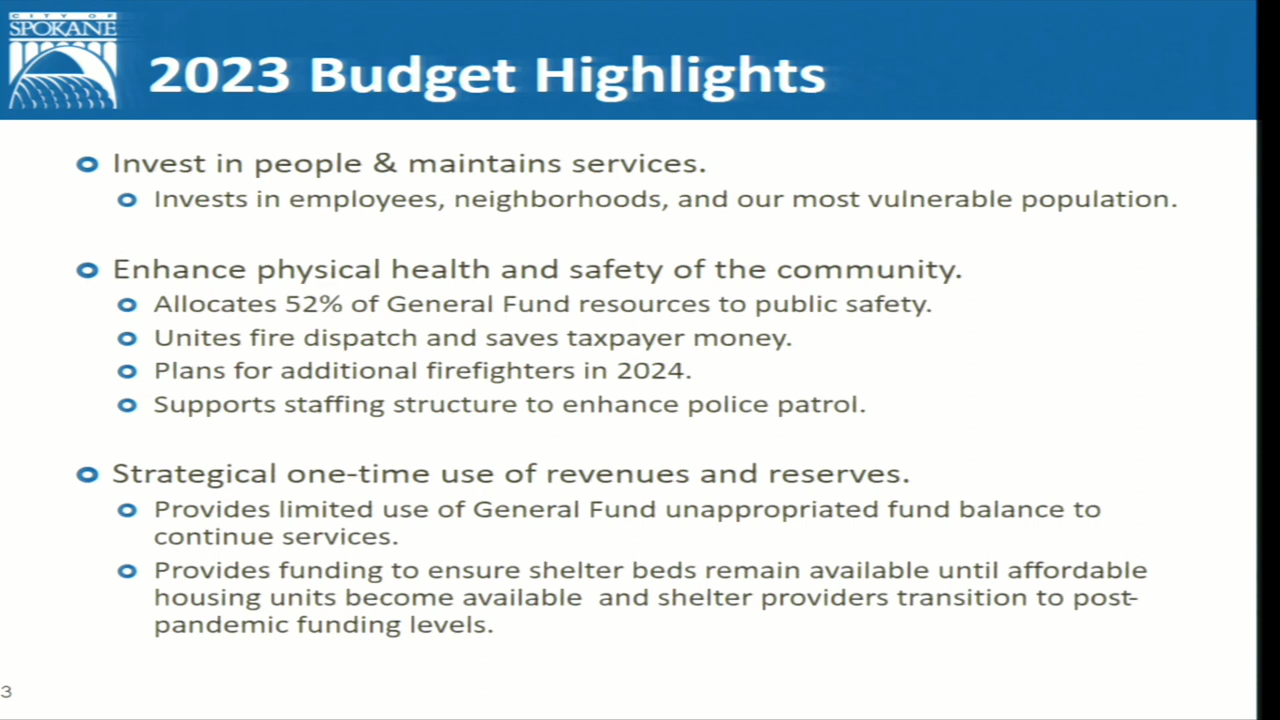 CITY OF
SPOKANE
2023 Budget Highlights
Invest in people & maintains services.
Invests in employees, neighborhoods, and our most vulnerable population.
Enhance physical health and safety of the community.
Allocates 52% of General Fund resources to public safety.
Unites fire dispatch and saves taxpayer money.
Plans for additional firefighters in 2024.
Supports staffing structure to enhance police patrol.
Strategical one-time use of revenues and reserves.
Provides limited use of General Fund unappropriated fund balance to
continue services.
Provides funding to ensure shelter beds remain available until affordable
housing units become available  and shelter providers transition to post-
pandemic funding levels.
3